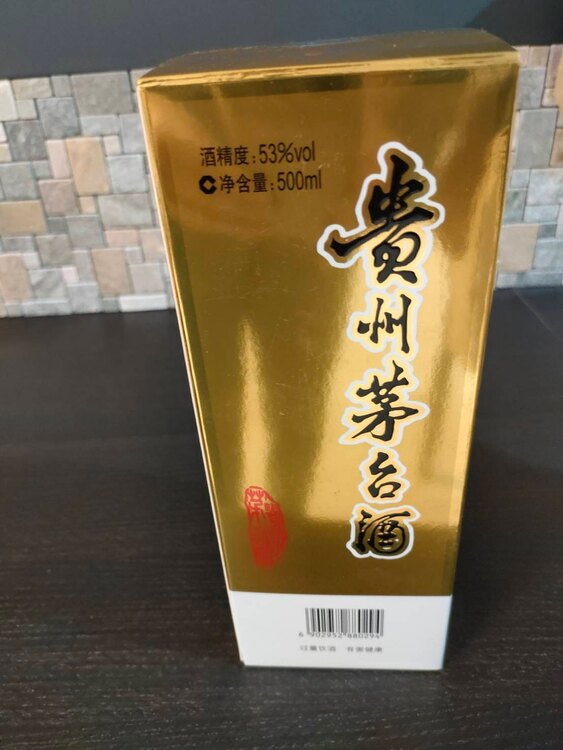 酒精度:53%vol
净含量:500ml
贵州茅台酒
6 902952 880294
过量饮酒 有害健康